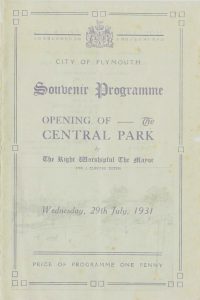 CITY OF PLYMOUTH
Souvenir Programme
OPENING OF — The
CENTRAL PARK
by
The Right Worshipful The Mayor
Wednesday, 29th July, 1931
PRICE OF PROGRAMME ONE PENNY